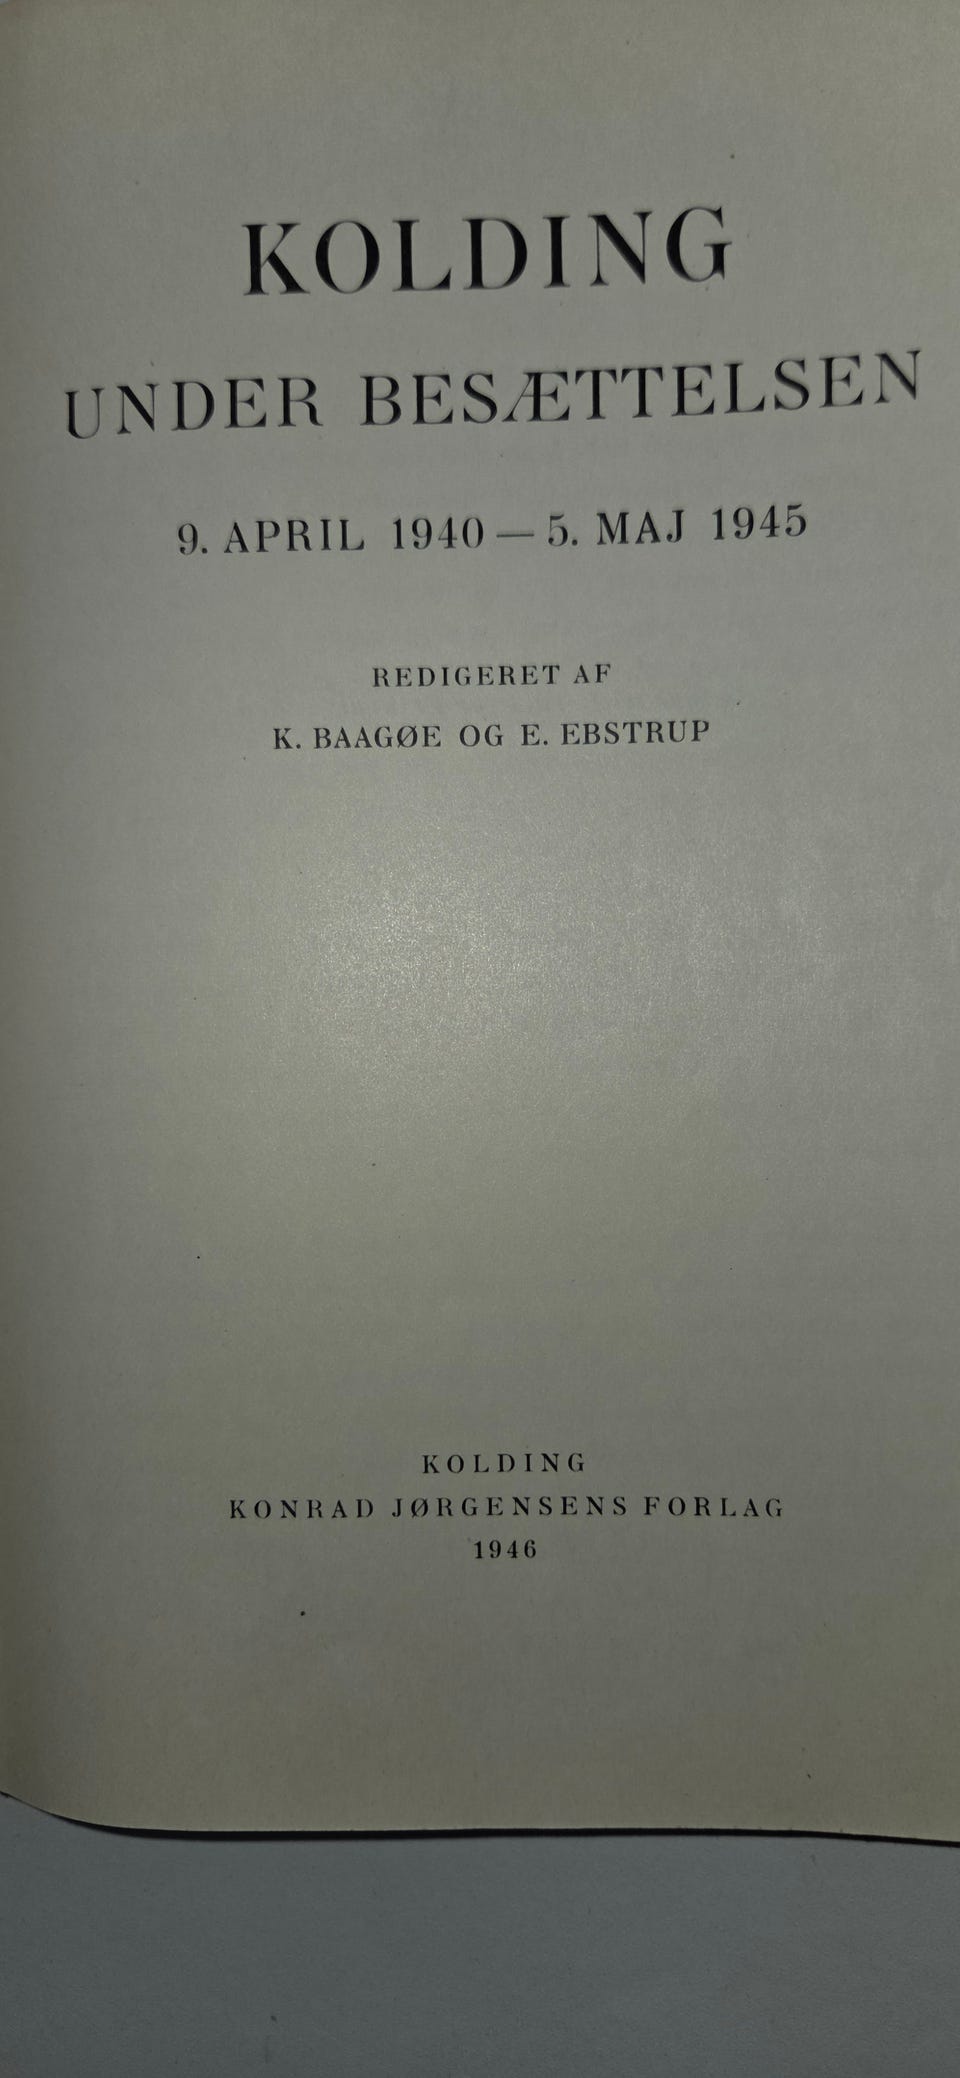 KOLDING
UNDER BESÆTTELSEN
9. APRIL 1940 — 5. MAJ 1945
REDIGERET AF
K. BAAGØE OG E. EBSTRUP
KOLDING
KONRAD JØRGENSENS FORLAG
1946